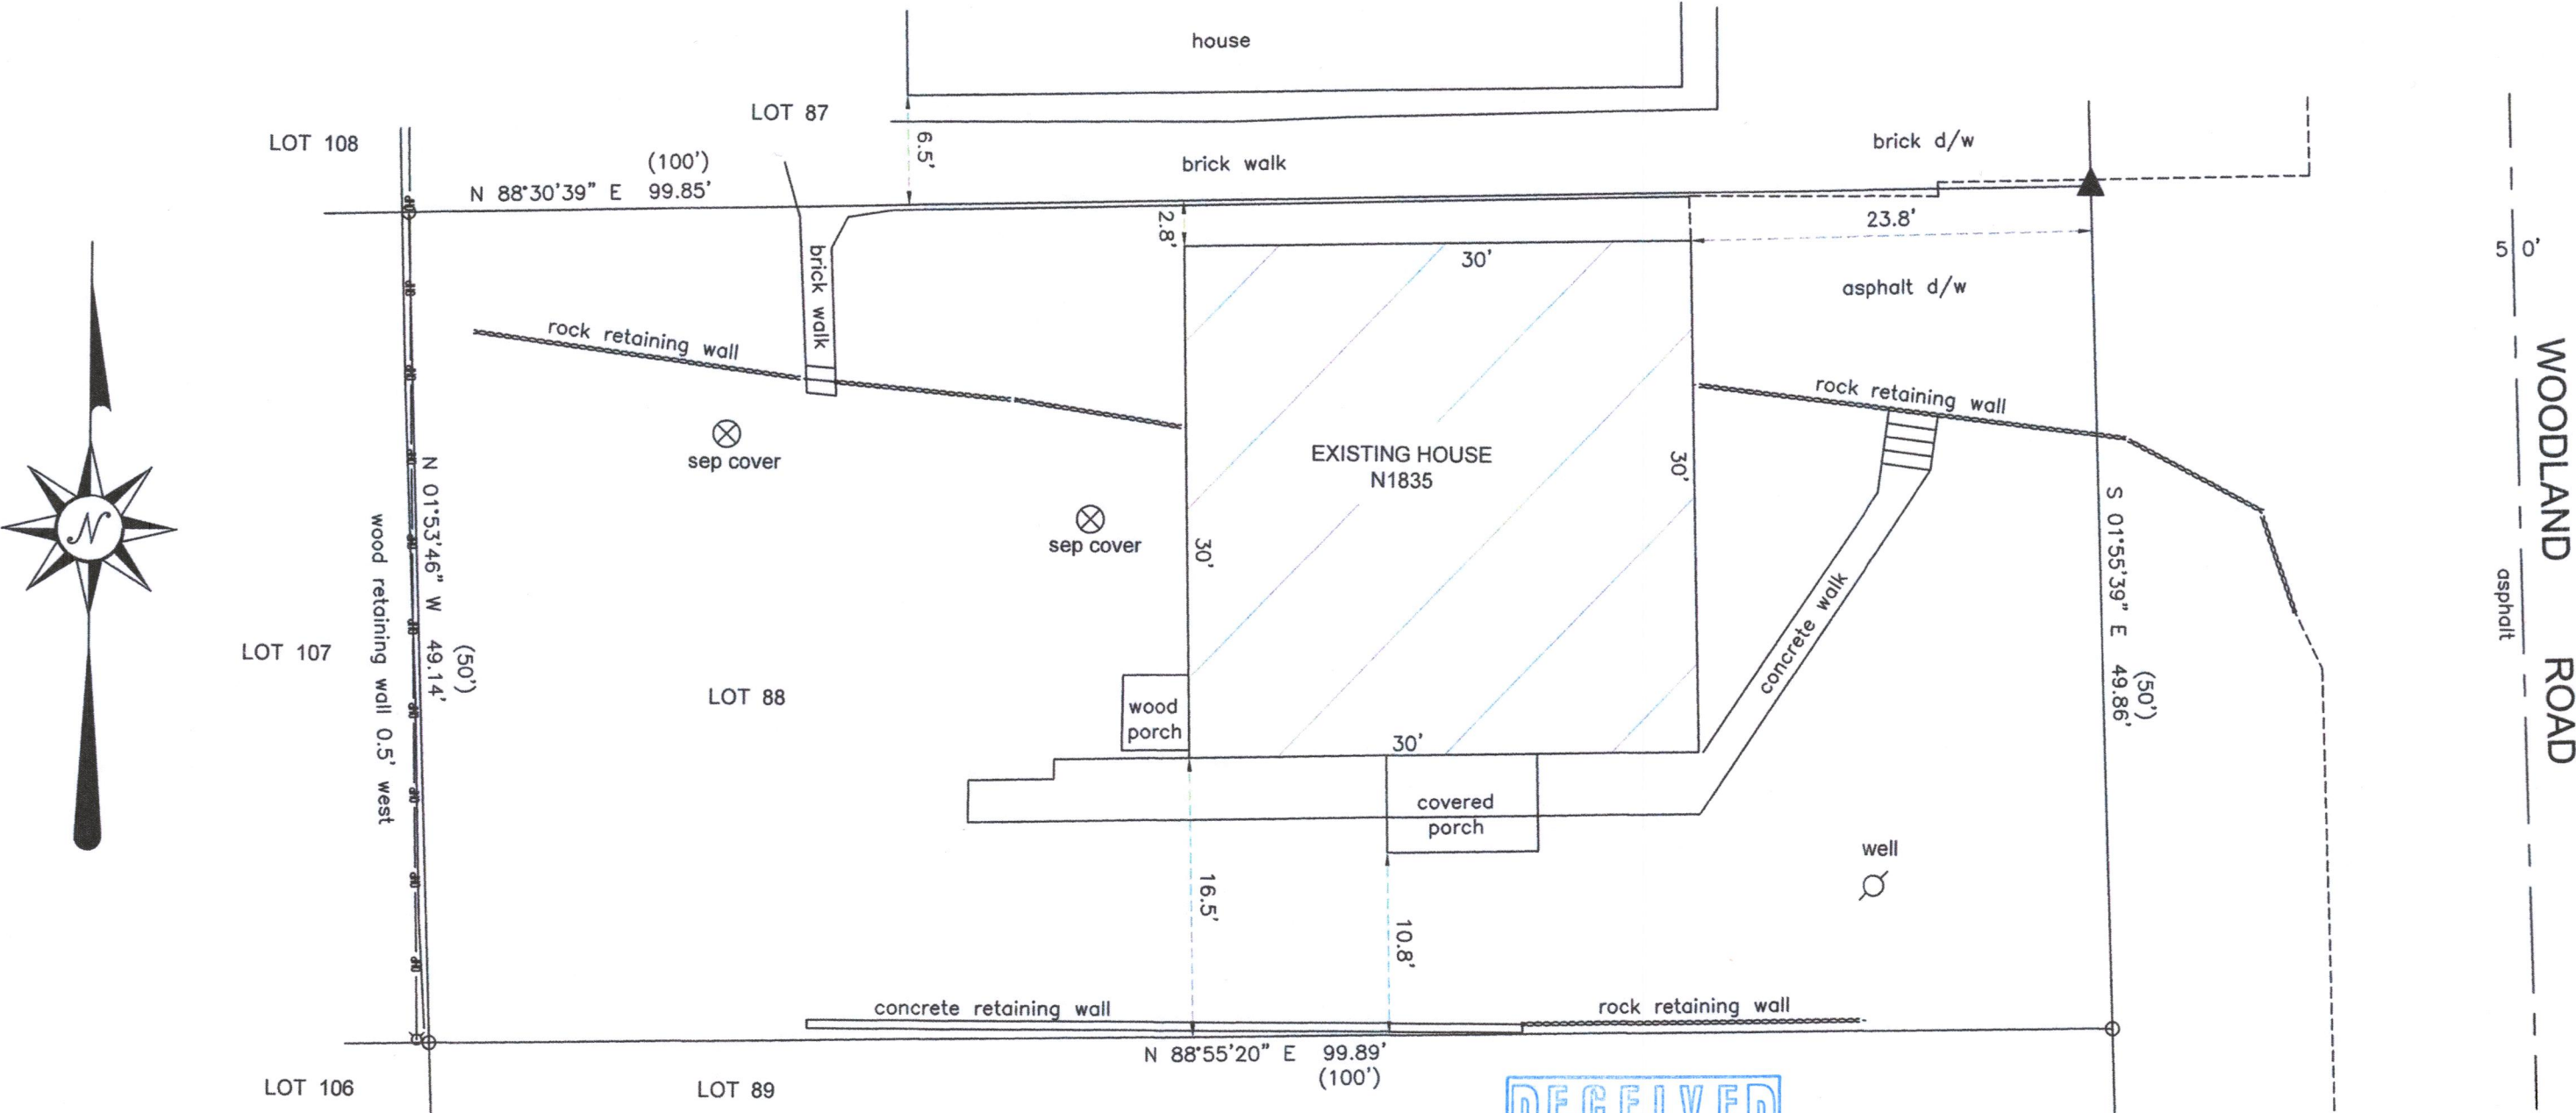 house
LOT 87
LOT 108
(100')
N 88°30'39" E 99.85'
6.5'
brick walk
brick d/w
2.8'
23.8'
5 0'
30'
asphalt d/w
brick walk
rock retaining wall
rock retaining wall
WOODLAND ROAD
EXISTING HOUSE
N1835
30'
sep cover
sep cover
N
N 01°53'46" W 49.14'
(50')
wood retaining wall 0.5' west
30'
S 01°55'39" E 49.86'
(50')
asphalt
concrete walk
LOT 107
LOT 88
wood
porch
30'
covered
porch
well
16.5'
10.8'
concrete retaining wall
rock retaining wall
N 88°55'20" E 99.89'
(100')
LOT 106
LOT 89
RECEIVED